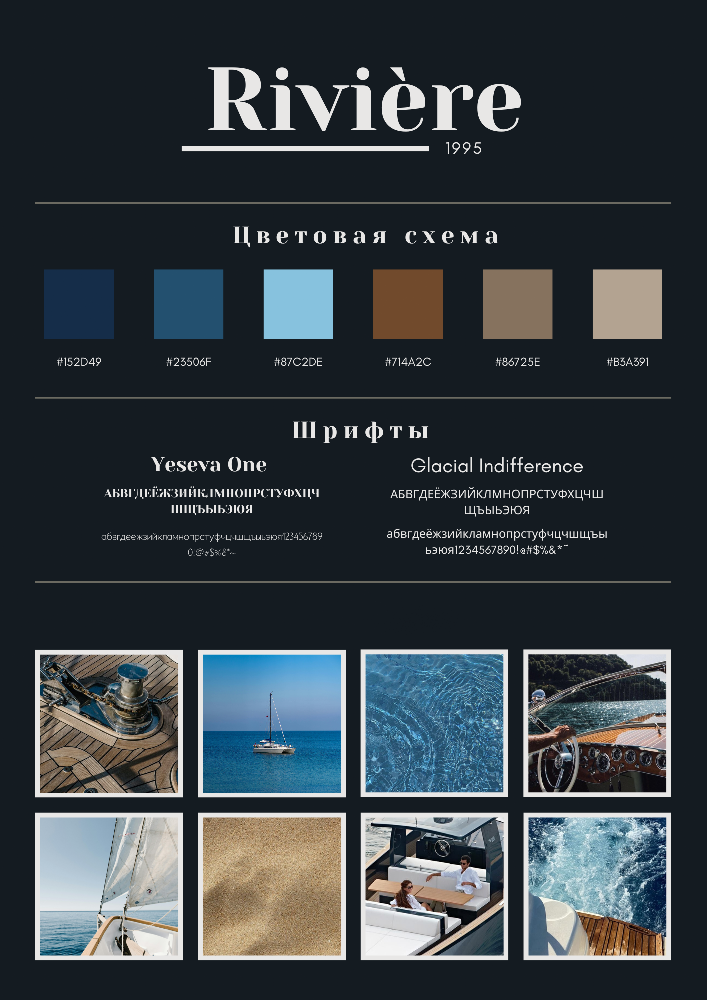 Rivière
1995
Цветовая схема
#152D49 #23506F #87C2DE #714A2C #86725E #B3A391
Шрифты
Yeseva One
АБВГДЕЁЖЗИЙКЛМНОПРСТУФХЦЧ
ШЩЪЫЬЭЮЯ
абвгдеёжзийкламнопрстуфчцчшщъыьэюя123456789
0!@#$%&*~
Glacial Indifference
АБВГДЕЁЖЗИЙКЛМНОПРСТУФХЦЧШ
ЩЪЫЬЭЮЯ
абвгдеёжзийкламнопрстуфчцчшщъы
ьэюя1234567890!@#$%&*~